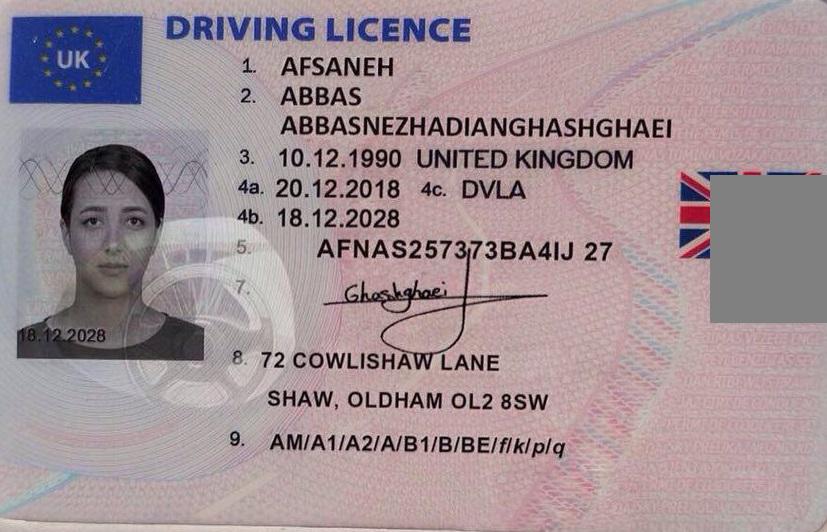 UK
DRIVING LICENCE
1. AFSANEH
2. ABBAS
ABBASNEZHADIANGHASHGHAEI
3. 10.12.1990 UNITED KINGDOM
4a. 20.12.2018 4c. DVLA
4b. 18.12.2028
5. AFNAS257373BA4IJ 27
7. Ghashghaei
18.12.2028
8. 72 COWLISHAW LANE
SHAW, OLDHAM OL2 8SW
9. AM/A1/A2/A/B1/B/BE/f/k/p/q